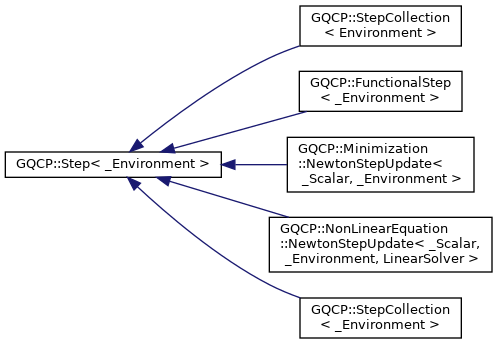 GQCP::StepCollection
< Environment >
GQCP::FunctionalStep
< _Environment >
GQCP::Step< _Environment >
GQCP::Minimization
::NewtonStepUpdate<
_Scalar, _Environment >
GQCP::NonLinearEquation
::NewtonStepUpdate< _Scalar,
_Environment, LinearSolver >
GQCP::StepCollection
< _Environment >